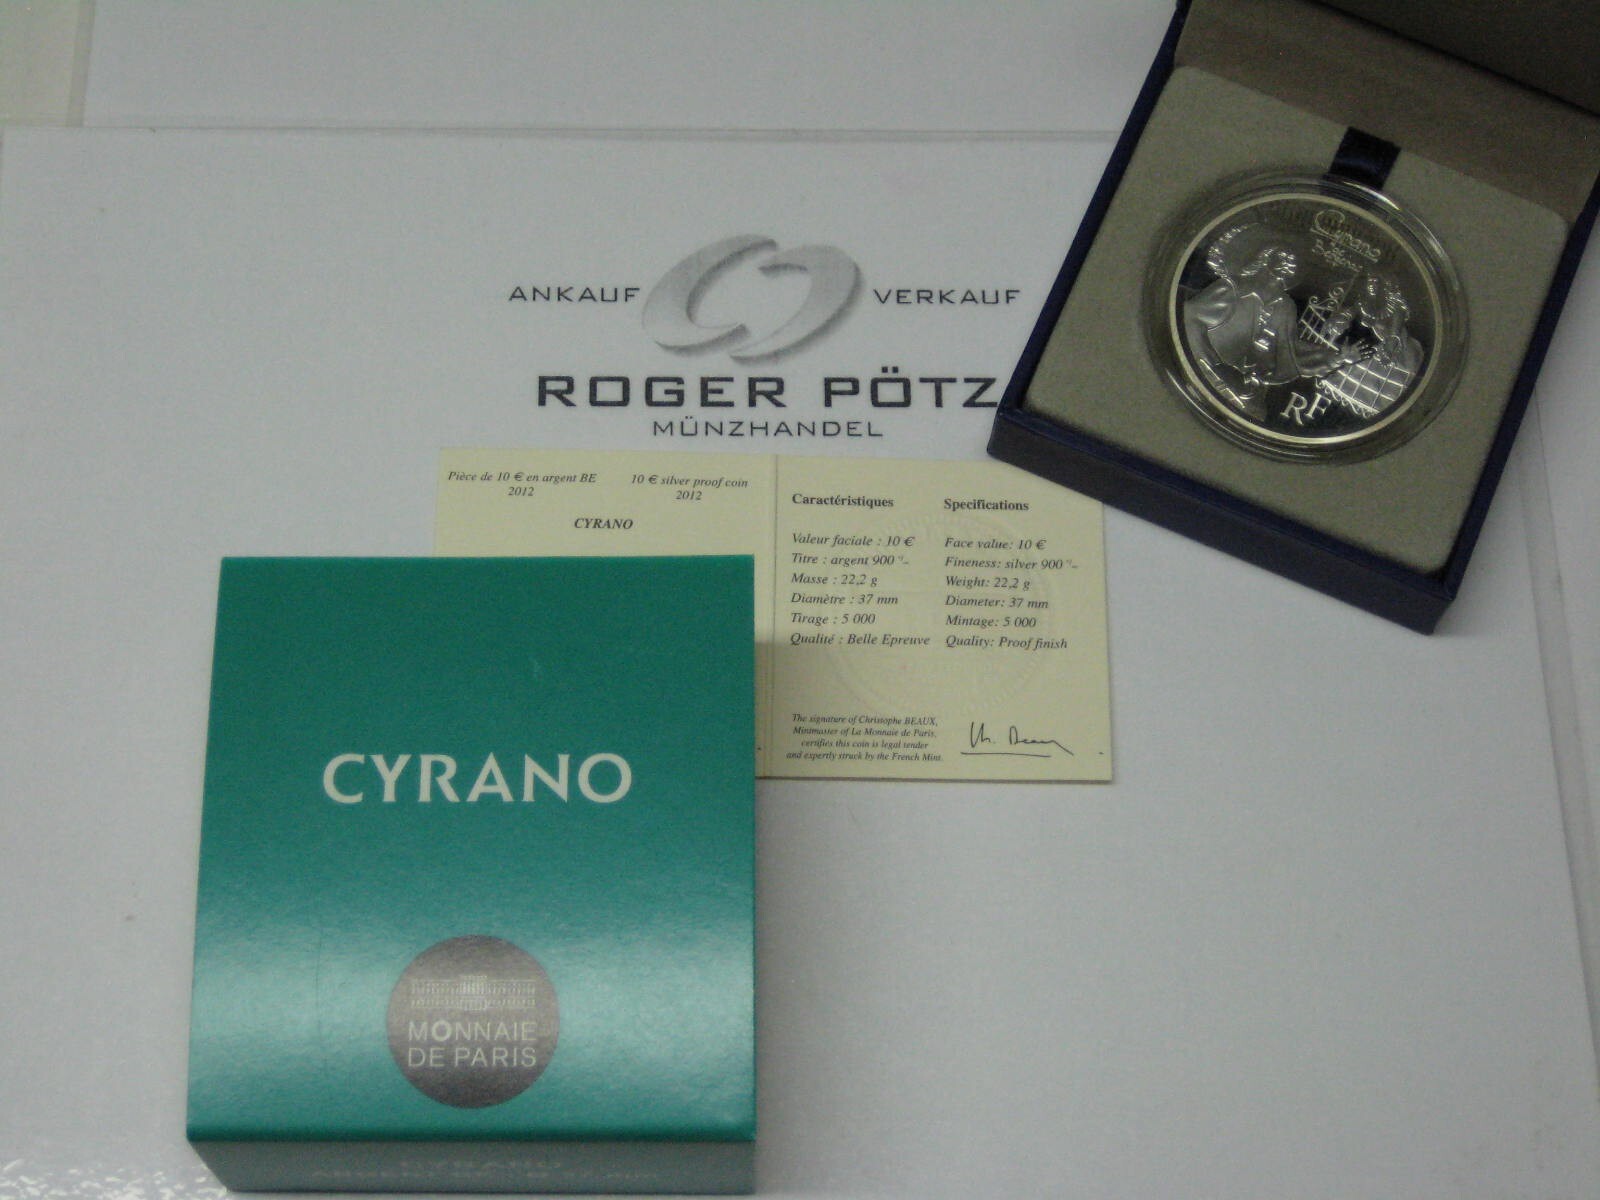 ANKAUF VERKAUF
ROGER PÖTZ
MÜNZHANDEL
Cyrano
de
RF
Pièce de 10 € en argent BE
2012
10 € silver proof coin
2012
CYRANO
Caractéristiques
Valeur faciale : 10 €
Titre : argent 900
Masse : 22,2 g
Diamètre : 37 mm
Tirage : 5 000
Qualité : Belle Epreuve
Specifications
Face value: 10 €
Fineness: silver 900
Weight: 22,2 g
Diameter: 37 mm
Mintage: 5 000
Quality: Proof finish
The signature of Christophe BEAUX,
Mintmaster of La Monnaie de Paris,
certifies this coin is legal tender
and expertly struck by the French Mint.
CYRANO
MONNAIE
DE PARIS
CYRANO